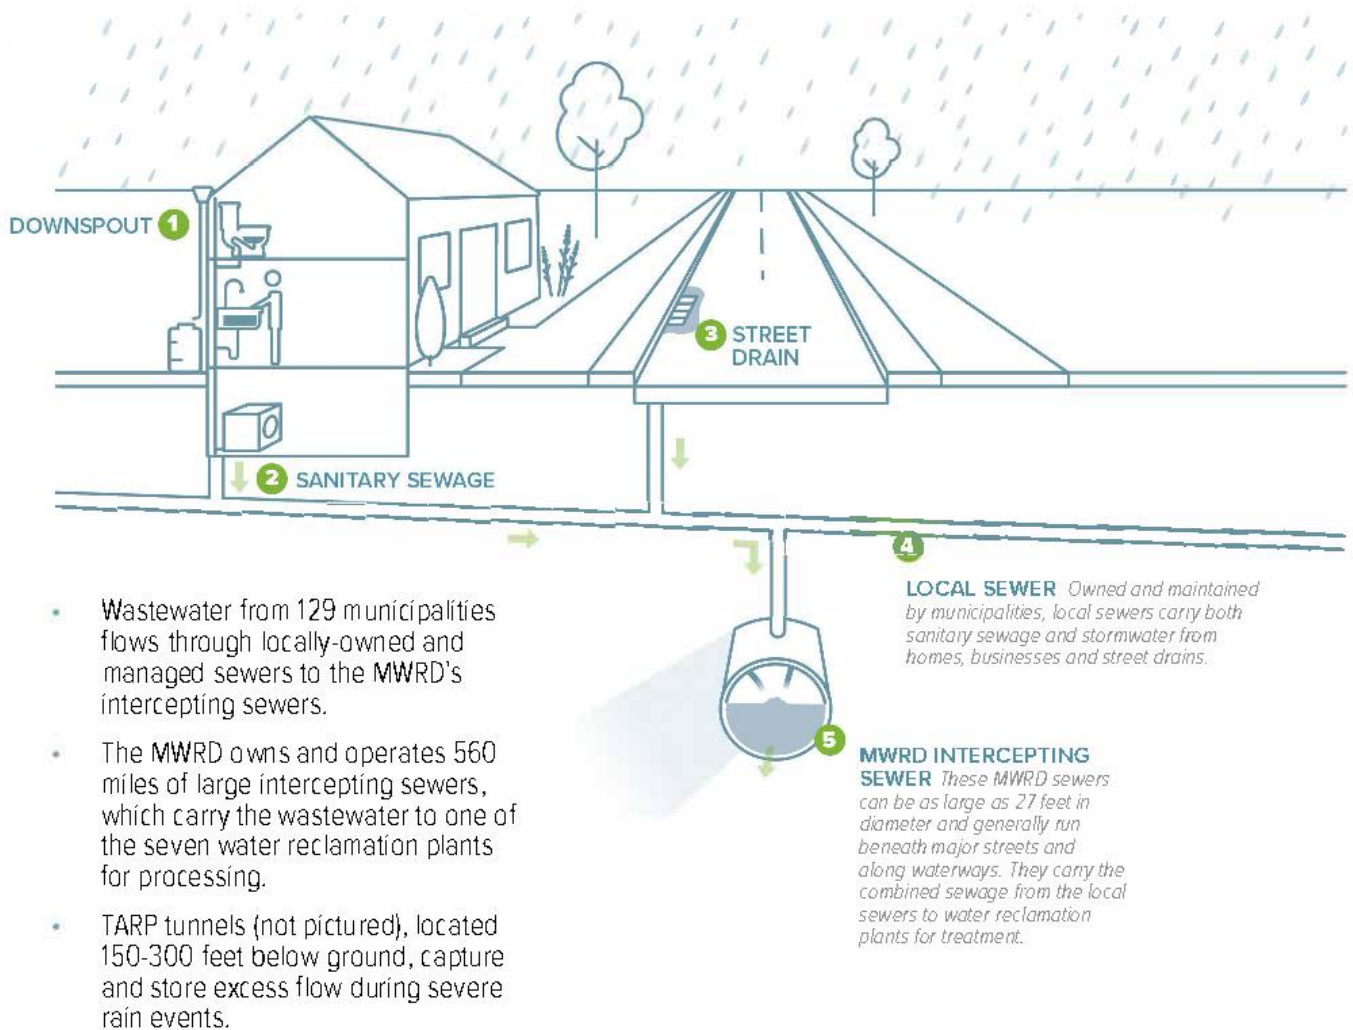 DOWNSPOUT 1
3 STREET
DRAIN
2 SANITARY SEWAGE
4
LOCAL SEWER Owned and maintained
by municipalities, local sewers carry both
sanitary sewage and stormwater from
homes, businesses and street drains.
• Wastewater from 129 municipalities
flows through locally-owned and
managed sewers to the MWRD's
intercepting sewers.
• The MWRD owns and operates 560
miles of large intercepting sewers,
which carry the wastewater to one of
the seven water reclamation plants
for processing.
• TARP tunnels (not pictured), located
150-300 feet below ground, capture
and store excess flow during severe
rain events.
5
MWRD INTERCEPTING
SEWER These MWRD sewers
can be as large as 27 feet in
diameter and generally run
beneath major streets and
along waterways. They carry the
combined sewage from the local
sewers to water reclamation
plants for treatment.